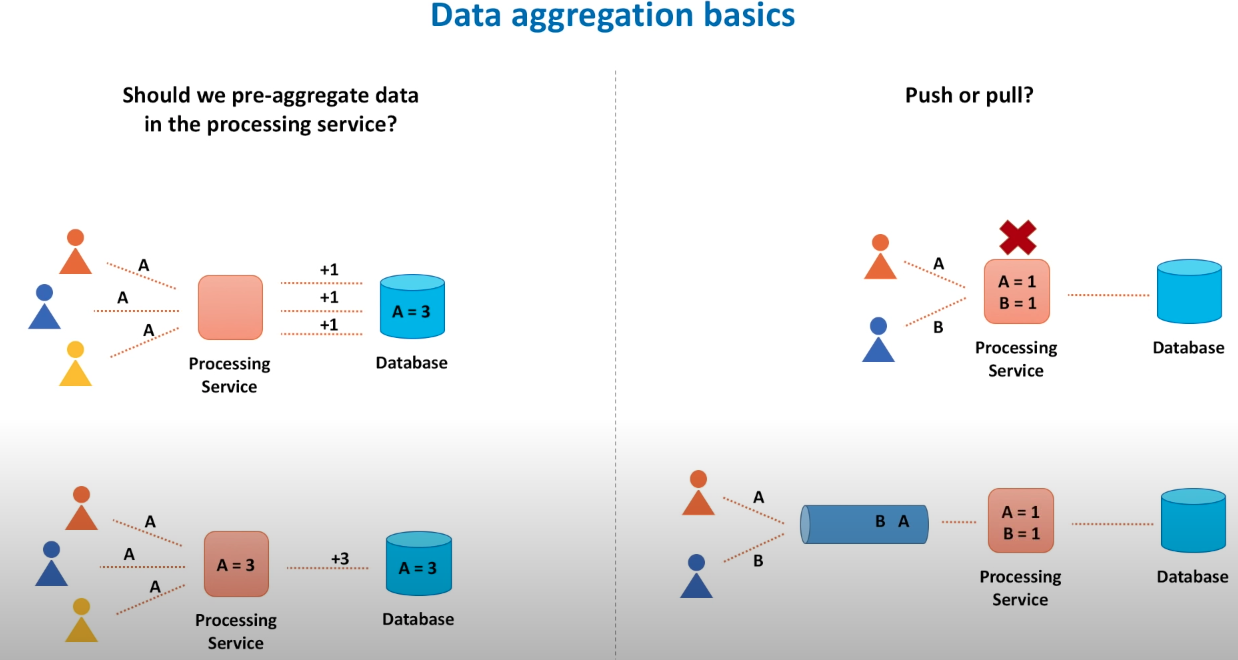 Data aggregation basics
Should we pre-aggregate data
in the processing service?
A
A
A
+1
+1
+1
A = 3
Processing
Service
Database
A
A
A
A = 3
+3
A = 3
Processing
Service
Database
Push or pull?
A
B
A = 1
B = 1
Processing
Service
Database
A
B
B A
A = 1
B = 1
Processing
Service
Database